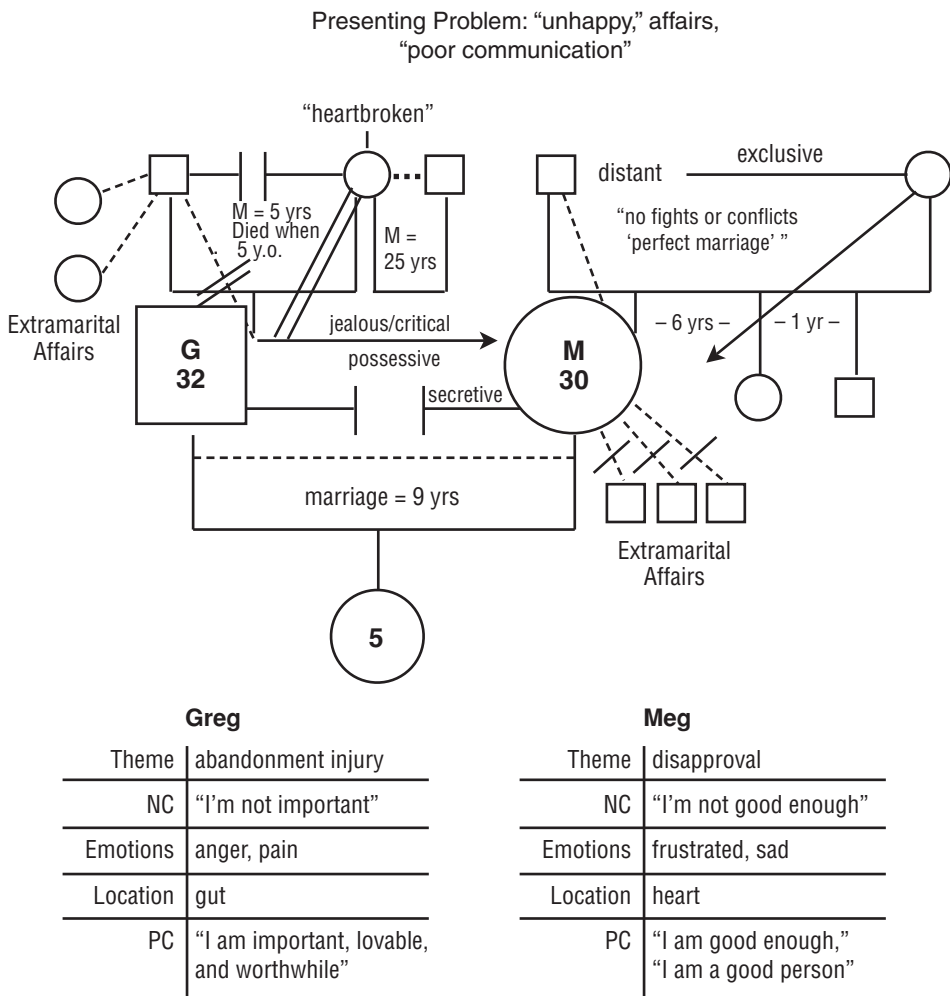 Presenting Problem: “unhappy,” affairs,
“poor communication”
“heartbroken”
M = 5 yrs
Died when
5 y.o.
M =
25 yrs
distant
exclusive
“no fights or conflicts
‘perfect marriage’ ”
Extramarital
Affairs
G
32
jealous/critical
possessive
secretive
M
30
– 6 yrs –
– 1 yr –
marriage = 9 yrs
Extramarital
Affairs
5
Greg
Theme abandonment injury
NC “I’m not important”
Emotions anger, pain
Location gut
PC “I am important, lovable,
and worthwhile”
Meg
Theme disapproval
NC “I’m not good enough”
Emotions frustrated, sad
Location heart
PC “I am good enough,”
“I am a good person”